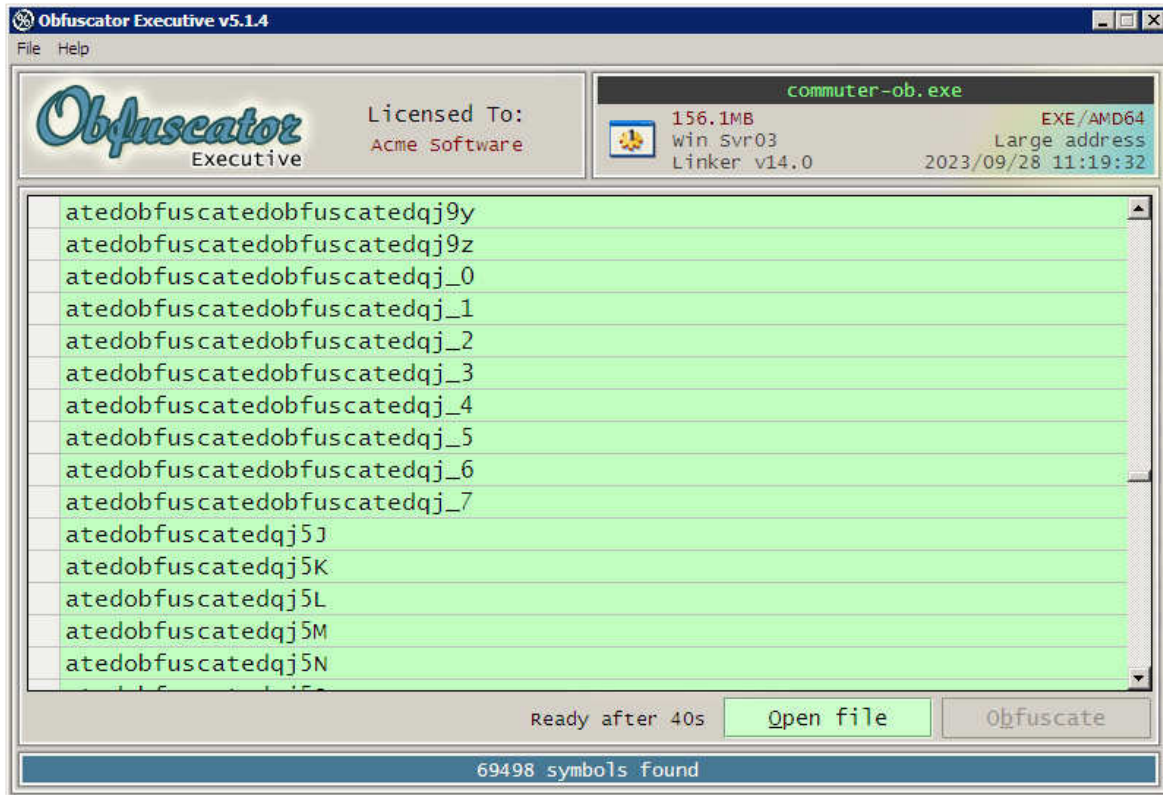 Obfuscator Executive v5.1.4
File Help
Obfuscator
Executive
Licensed To:
Acme Software
commuter-ob.exe
156.1MB
Win Svr03
Linker v14.0
EXE/AMD64
Large address
2023/09/28 11:19:32
atedobfuscatedobfuscatedqj9y
atedobfuscatedobfuscatedqj9z
atedobfuscatedobfuscatedqj_0
atedobfuscatedobfuscatedqj_1
atedobfuscatedobfuscatedqj_2
atedobfuscatedobfuscatedqj_3
atedobfuscatedobfuscatedqj_4
atedobfuscatedobfuscatedqj_5
atedobfuscatedobfuscatedqj_6
atedobfuscatedobfuscatedqj_7
atedobfuscatedqj5J
atedobfuscatedqj5K
atedobfuscatedqj5L
atedobfuscatedqj5M
atedobfuscatedqj5N
Ready after 40s
Open file
Obfuscate
69498 symbols found